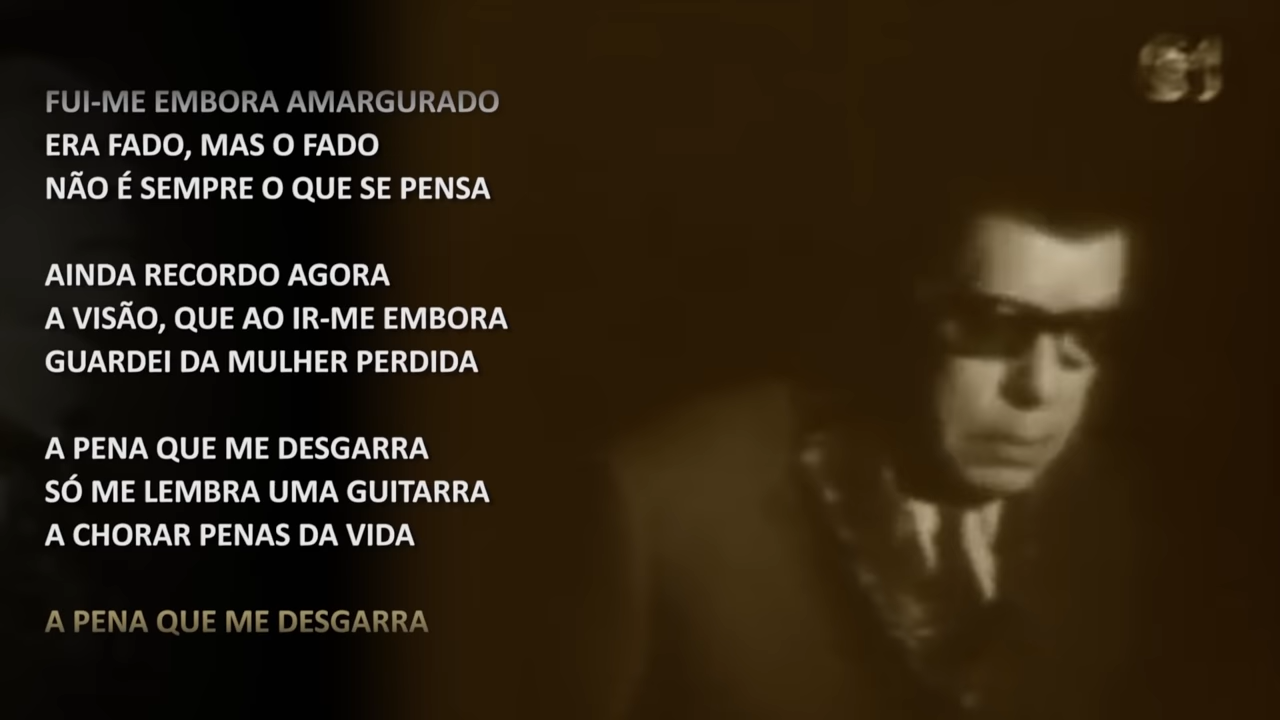 FUI-ME EMBORA AMARGURADO
ERA FADO, MAS O FADO
NÃO É SEMPRE O QUE SE PENSA
AINDA RECORDO AGORA
A VISÃO, QUE AO IR-ME EMBORA
GUARDEI DA MULHER PERDIDA
A PENA QUE ME DESGARRA
SÓ ME LEMBRA UMA GUITARRA
A CHORAR PENAS DA VIDA
A PENA QUE ME DESGARRA